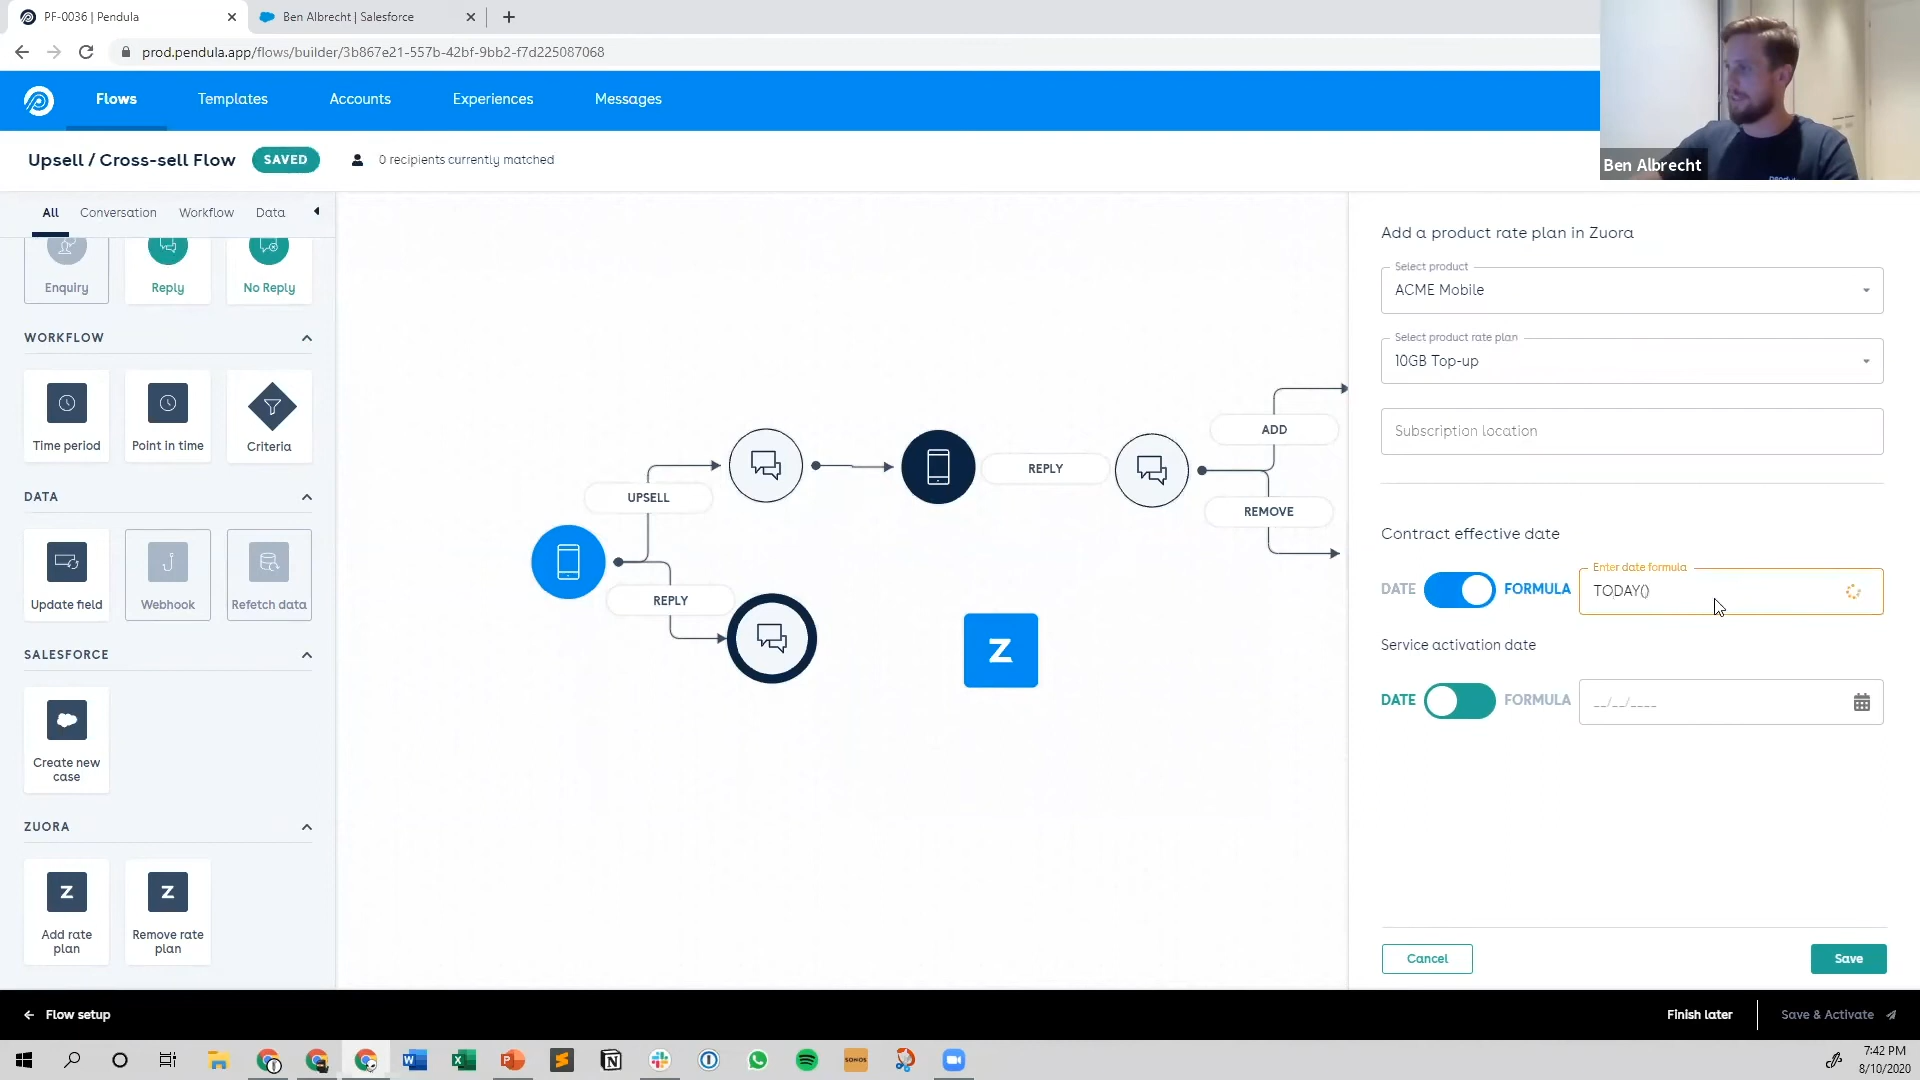 PF-0036 | Pendula
Ben Albrecht | Salesforce
prod.pendula.app/flows/builder/3b867e21-557b-42bf-9bb2-f7d225087068
Flows
Templates
Accounts
Experiences
Messages
Ben Albrecht
Upsell / Cross-sell Flow
SAVED
0 recipients currently matched
All
Conversation
Workflow
Data
Enquiry
Reply
No Reply
WORKFLOW
Time period
Point in time
Criteria
DATA
Update field
Webhook
Refetch data
SALESFORCE
Create new
case
ZUORA
Z
Z
Add rate
plan
Remove rate
plan
UPSELL
REPLY
REPLY
ADD
REMOVE
Z
Add a product rate plan in Zuora
Select product
ACME Mobile
Select product rate plan
10GB Top-up
Subscription location
Contract effective date
DATE
FORMULA
Enter date formula
TODAY()
Service activation date
DATE
FORMULA
__/__/____
Cancel
Save
Flow setup
Finish later
Save & Activate
SONOS
7:42 PM
8/10/2020